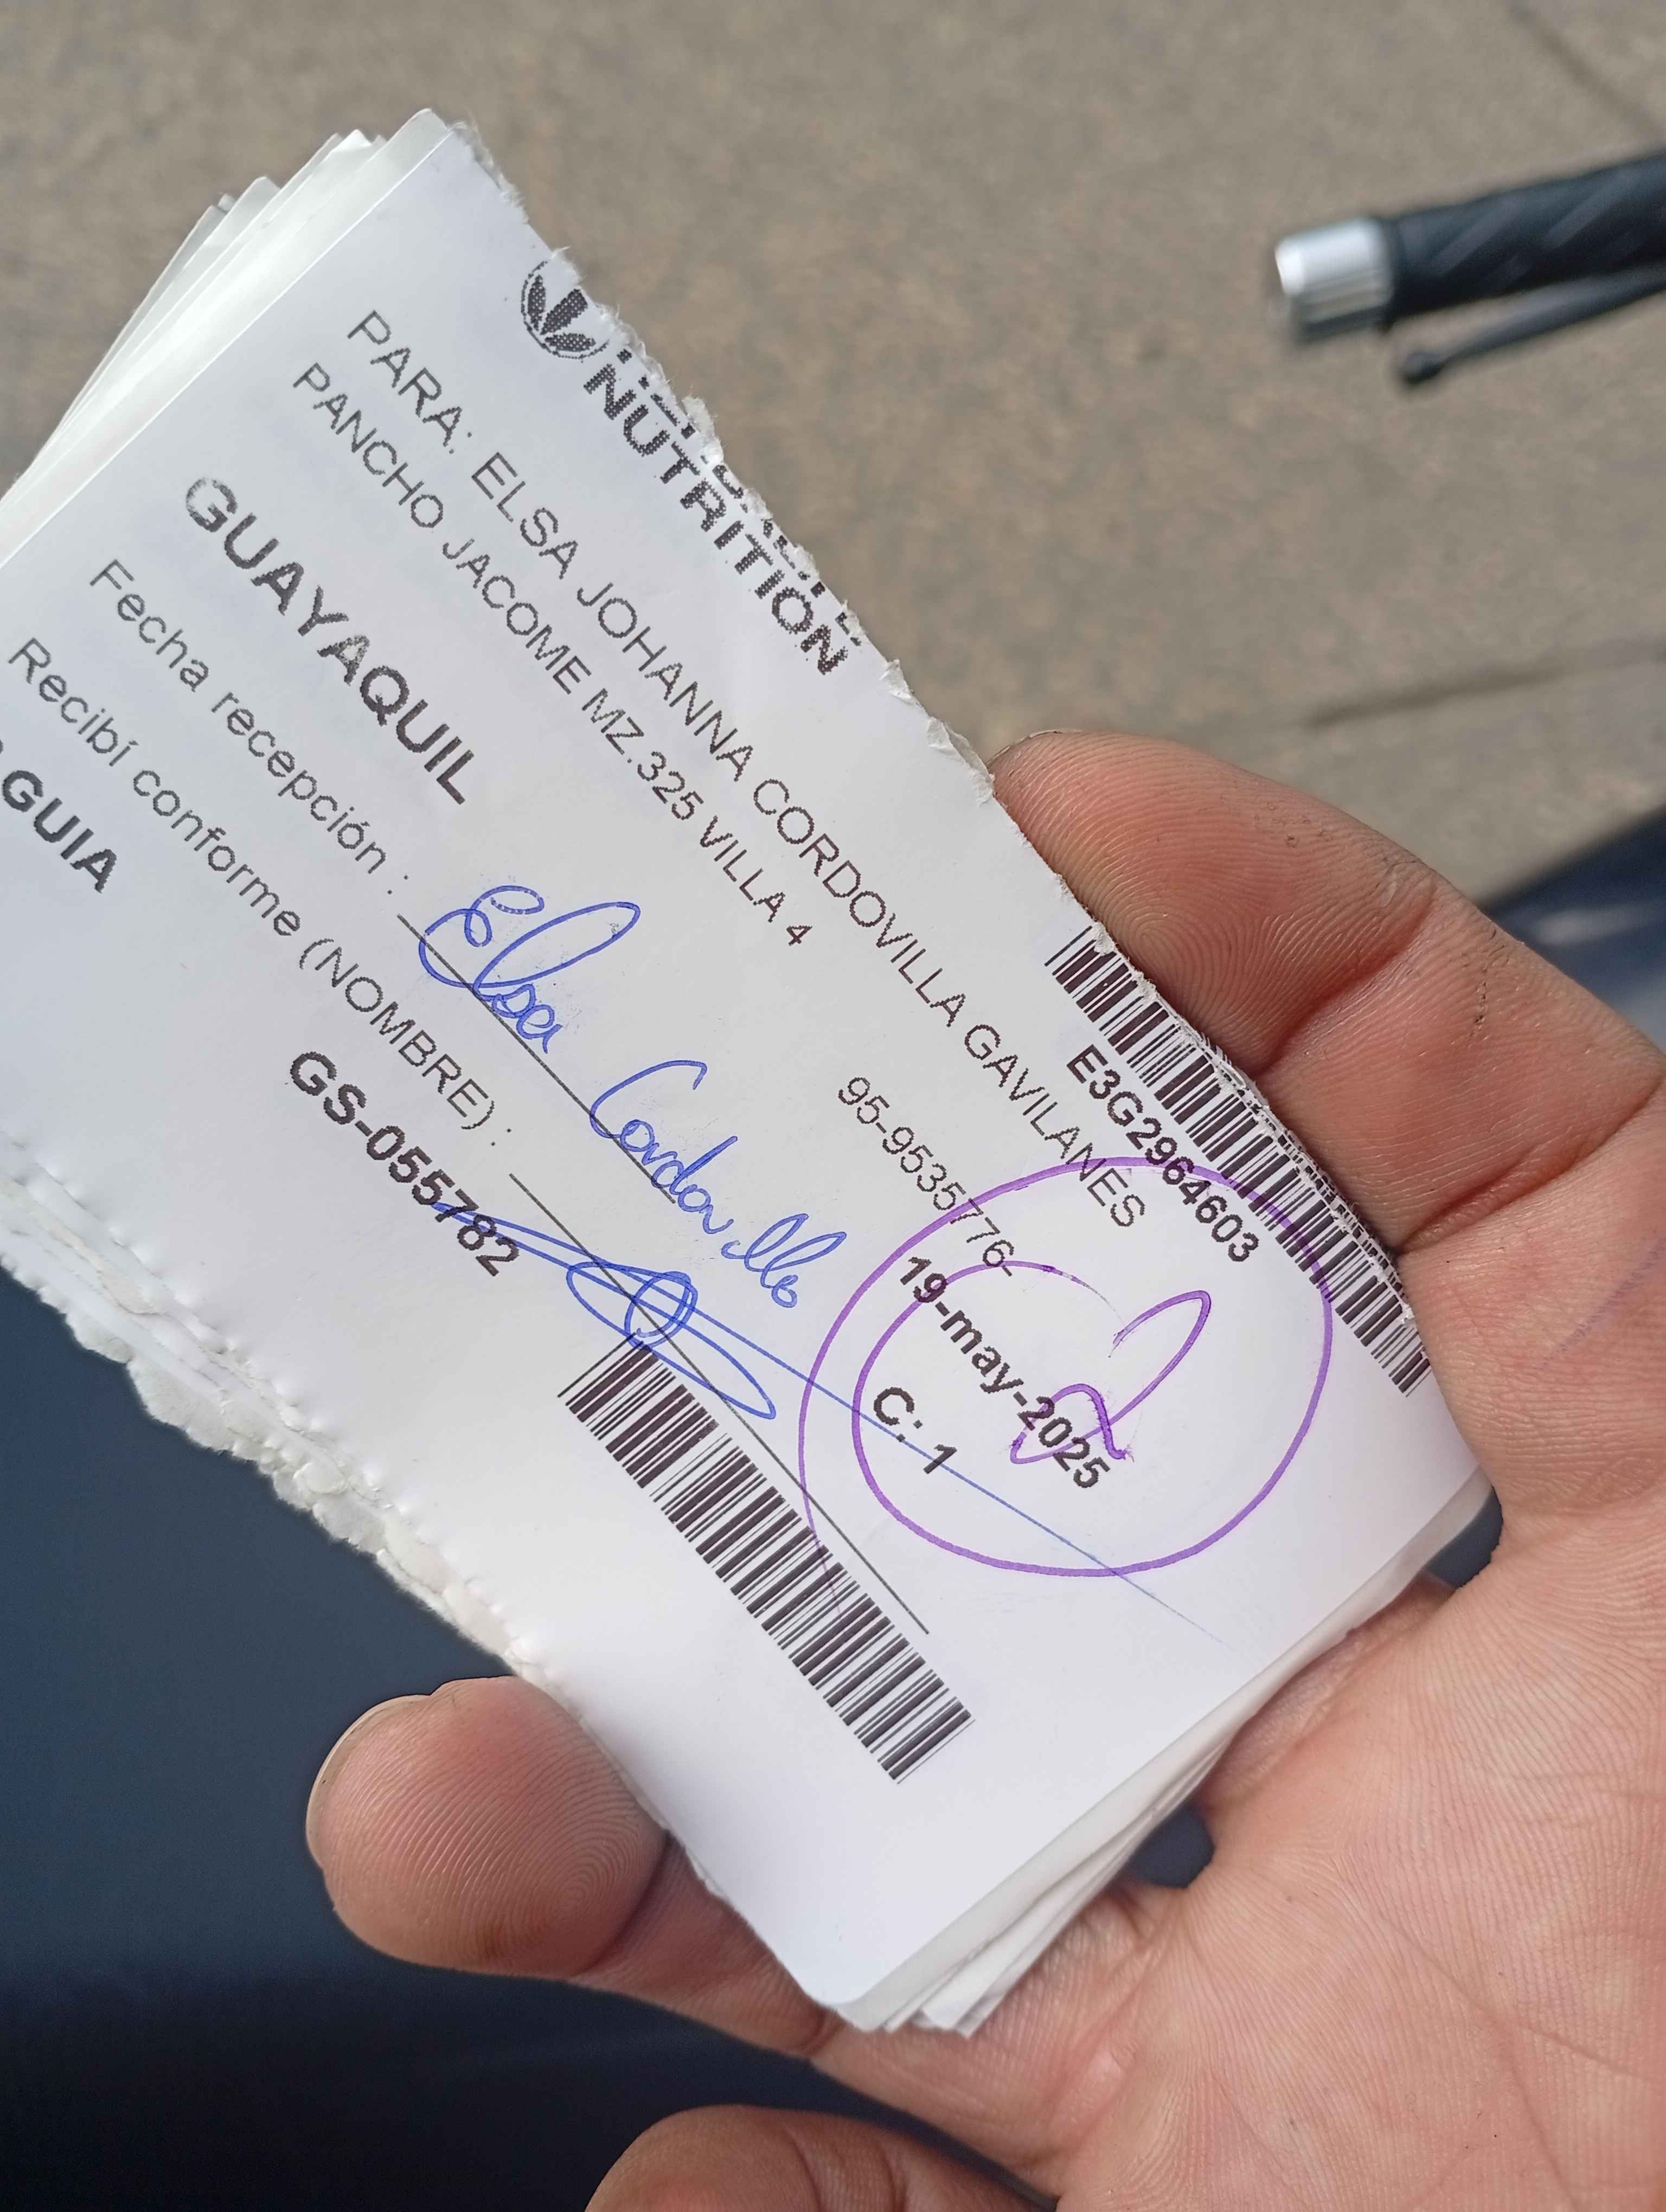 NUTRITION
E3G2964603
PARA: ELSA JOHANNA CORDOVILLA GAVILANES
PANCHO JACOME MZ.325 VILLA 4
95-9535776-
19-may-2025
2
GUAYAQUIL
C: 1
Fecha recepción :
Elsa Cordovilla
Recibí conforme (NOMBRE) :
GUIA
GS-055782